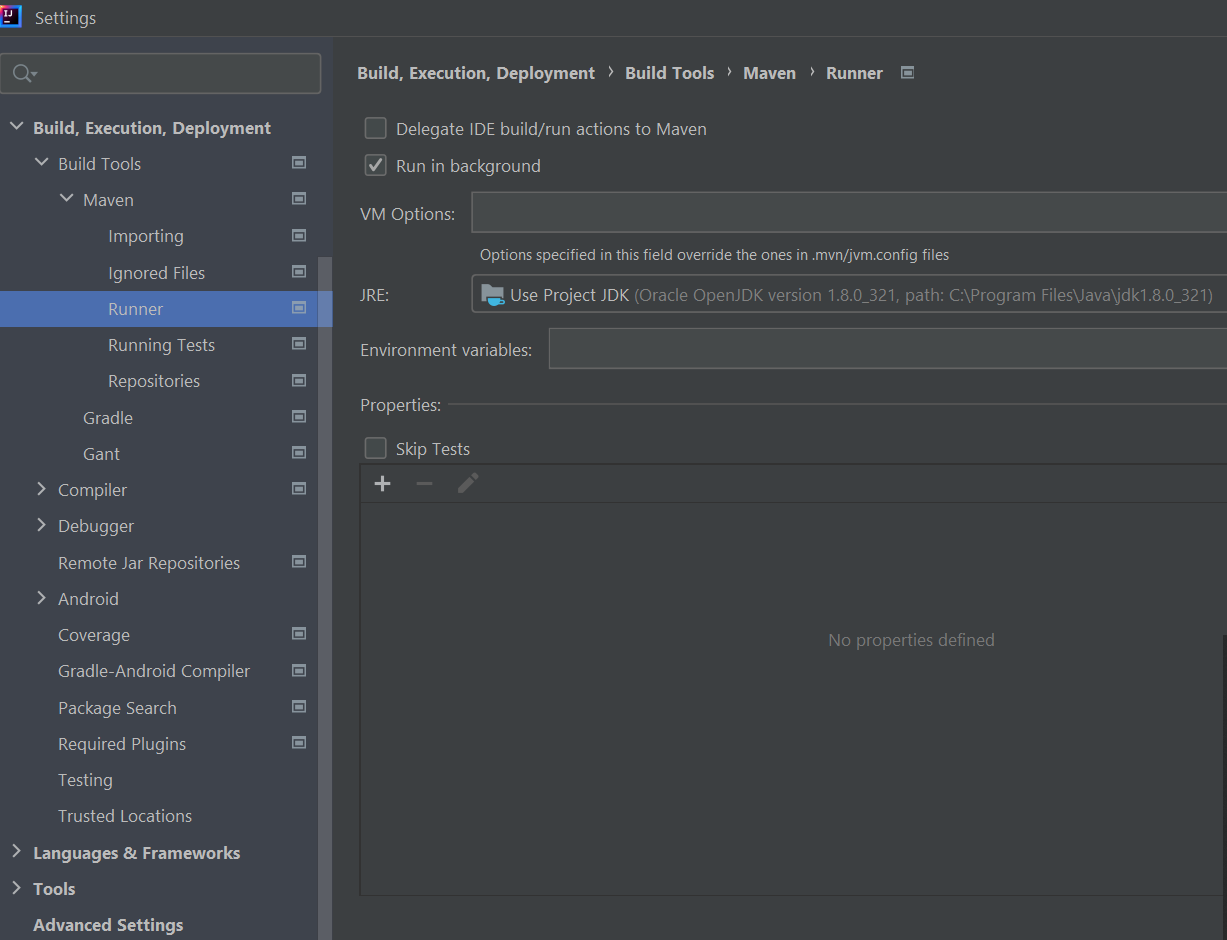 Settings
Build, Execution, Deployment
Build Tools
Maven
Importing
Ignored Files
Runner
Running Tests
Repositories
Gradle
Gant
Compiler
Debugger
Remote Jar Repositories
Android
Coverage
Gradle-Android Compiler
Package Search
Required Plugins
Testing
Trusted Locations
Languages & Frameworks
Tools
Advanced Settings
Build, Execution, Deployment › Build Tools › Maven › Runner
Delegate IDE build/run actions to Maven
Run in background
VM Options:
Options specified in this field override the ones in .mvn/jvm.config files
JRE: Use Project JDK (Oracle OpenJDK version 1.8.0_321, path: C:\Program Files\Java\jdk1.8.0_321)
Environment variables:
Properties:
Skip Tests
No properties defined